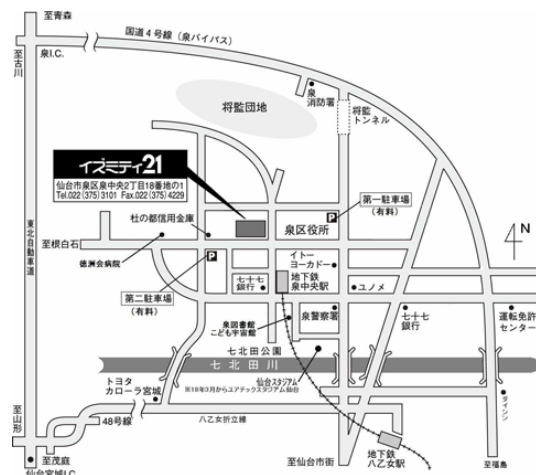 至青森
国道4号線(泉バイパス)
至古川
泉I.C.
泉
消防署
将監団地
将監
トンネル
イズミティ21
仙台市泉区泉中央2丁目18番地の1
Tel.022(375)3101 Fax.022(375)4229
第一駐車場
(有料)
杜の都信用金庫
P
泉区役所
N
東北自動車道
至根白石
徳洲会病院
P
イトー
ヨーカドー
地下鉄
泉中央駅
七十七
銀行
ユノメ
第二駐車場
(有料)
泉図書館
こども宇宙館
泉警察署
七十七
銀行
運転免許
センター
七北田公園
七北田川
仙台スタジアム
※18年3月からユアテックスタジアム仙台
トヨタ
カローラ宮城
ダイシン
至山形
48号線
八乙女折立線
至茂庭
仙台宮城I.C.
至仙台市街
地下鉄
八乙女駅
至福島